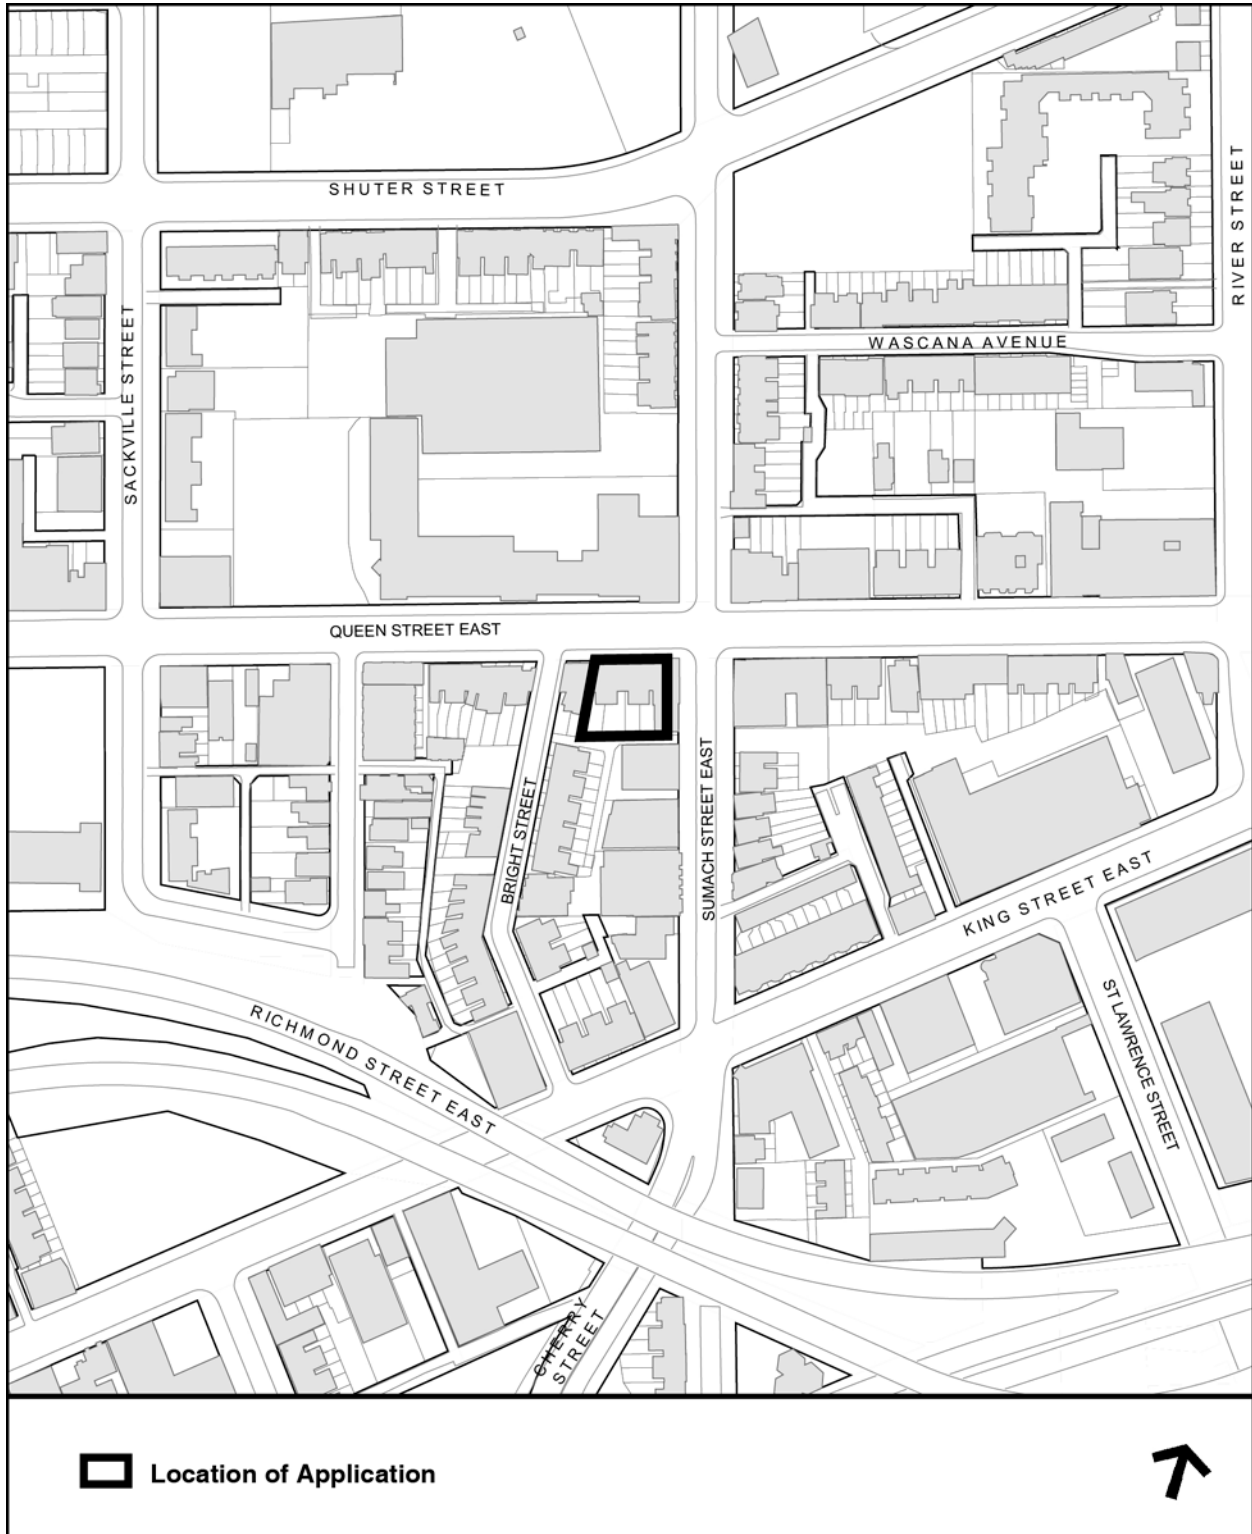 SHUTER STREET
RIVER STREET
WASCANA AVENUE
SACKVILLE STREET
QUEEN STREET EAST
BRIGHT STREET
SUMACH STREET EAST
KING STREET EAST
ST LAWRENCE STREET
RICHMOND STREET EAST
CHERRY
STREET
Location of Application